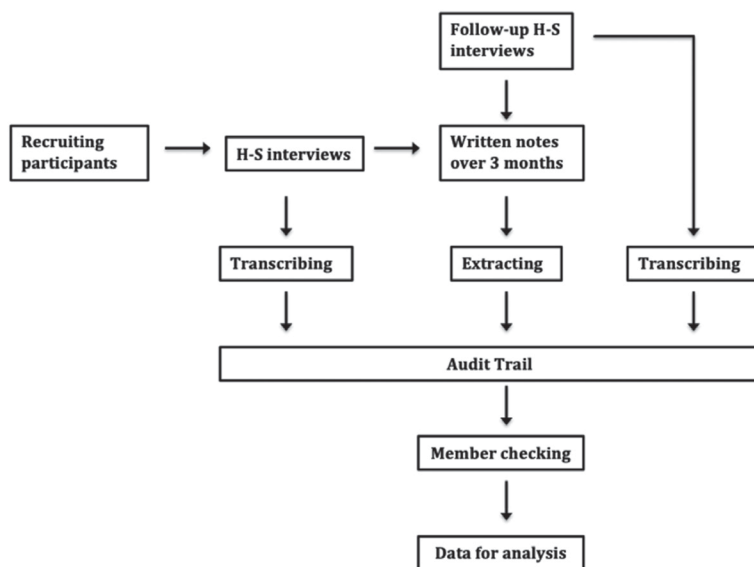 Follow-up H-S
interviews
Recruiting
participants
H-S interviews
Written notes
over 3 months
Transcribing
Extracting
Transcribing
Audit Trail
Member checking
Data for analysis